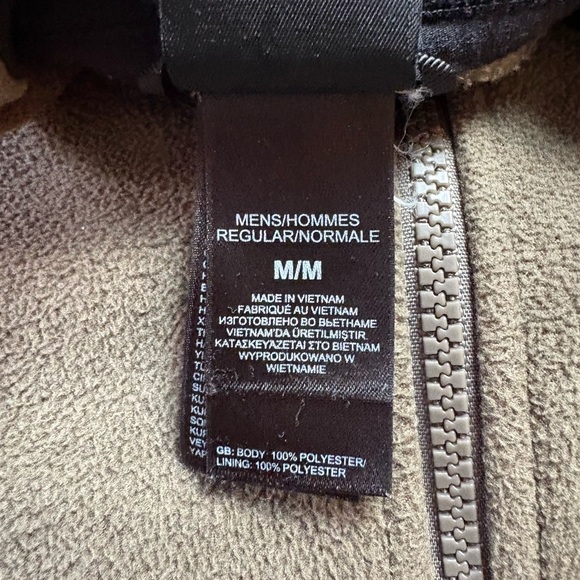 MENS/HOMMES
REGULAR/NORMALE
M/M
MADE IN VIETNAM
FABRIQUÉ AU VIETNAM
ИЗГОТОВЛЕНО ВО ВЬЕТНАМЕ
VIETNAM'DA ÜRETILMIŞTIR
ΚΑΤΑΣΚΕΥΑΖΕΤΑΙ ΣΤΟ ΒΙΕΤΝΑΜ
WYPRODUKOWANO W
WIETNAMIE
GB: BODY: 100% POLYESTER/
LINING: 100% POLYESTER